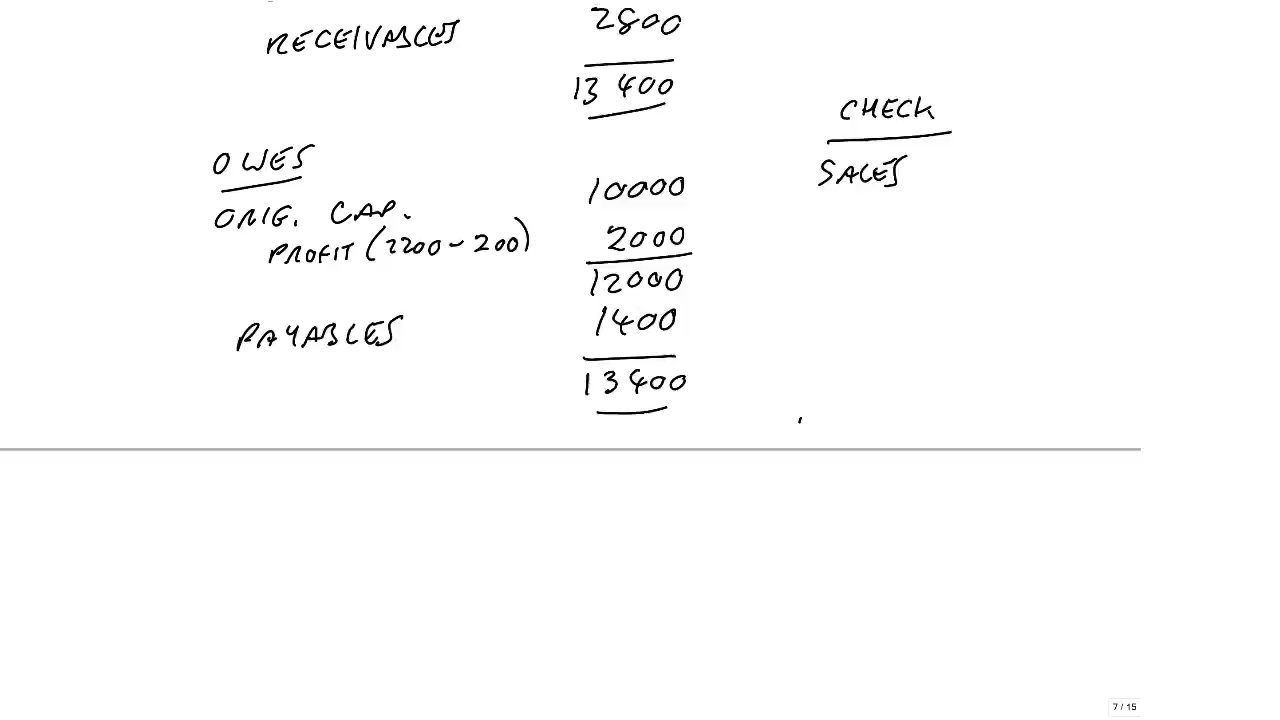 RECEIVABLES 2800
13 400
CHECK
OWES
SALES
ORIG. CAP. 10000
PROFIT (2200 - 200) 2000
12000
PAYABLES 1400
13 400
7 / 15